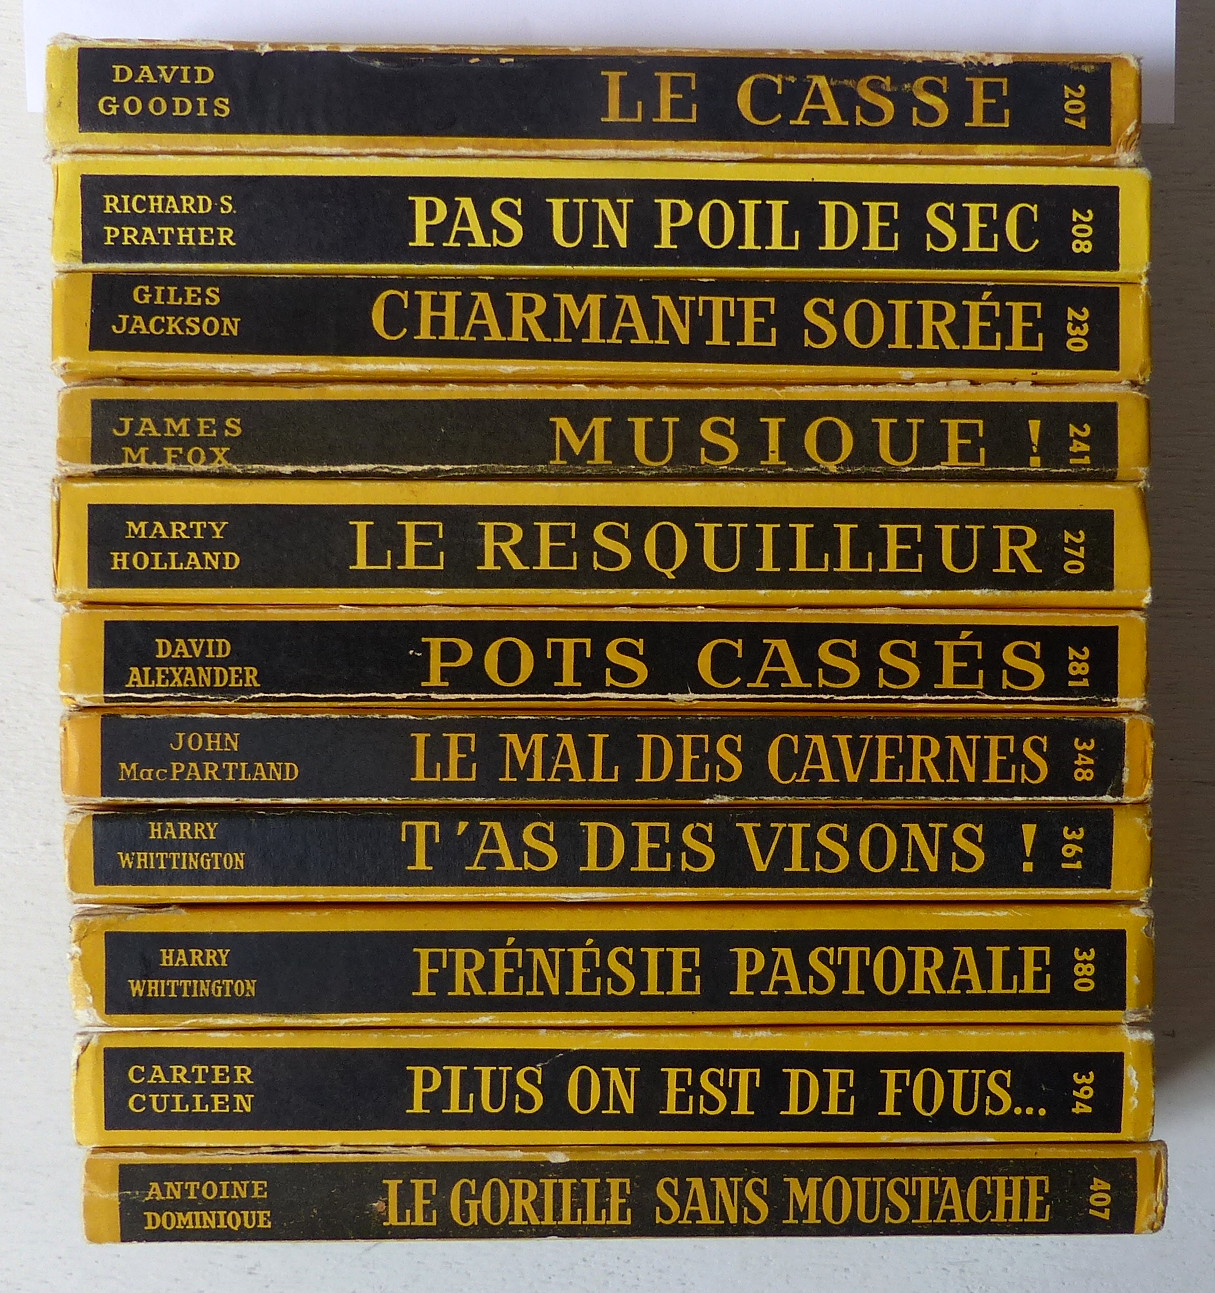 DAVID
GOODIS
LE CASSE
207
RICHARD S.
PRATHER
PAS UN POIL DE SEC
208
GILES
JACKSON
CHARMANTE SOIRÉE
230
JAMES
M. FOX
MUSIQUE !
241
MARTY
HOLLAND
LE RESQUILLEUR
270
DAVID
ALEXANDER
POTS CASSÉS
281
JOHN
MacPARTLAND
LE MAL DES CAVERNES
348
HARRY
WHITTINGTON
T'AS DES VISONS !
361
HARRY
WHITTINGTON
FRÉNÉSIE PASTORALE
380
CARTER
CULLEN
PLUS ON EST DE FOUS...
394
ANTOINE
DOMINIQUE
LE GORILLE SANS MOUSTACHE
407